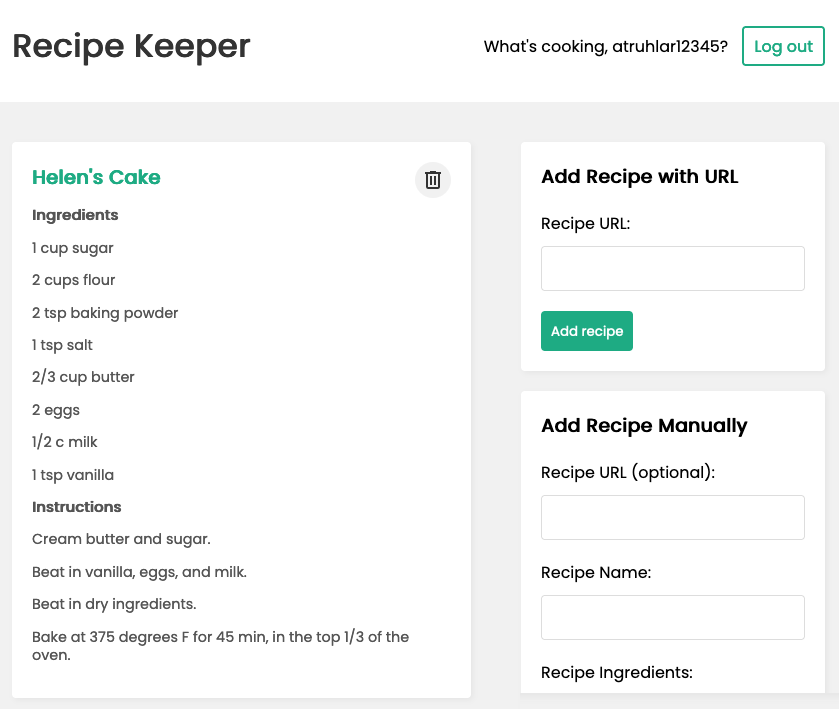 Recipe Keeper
What's cooking, atruhlar12345?
Log out
Helen's Cake
Ingredients
1 cup sugar
2 cups flour
2 tsp baking powder
1 tsp salt
2/3 cup butter
2 eggs
1/2 c milk
1 tsp vanilla
Instructions
Cream butter and sugar.
Beat in vanilla, eggs, and milk.
Beat in dry ingredients.
Bake at 375 degrees F for 45 min, in the top 1/3 of the
oven.
Add Recipe with URL
Recipe URL:
Add recipe
Add Recipe Manually
Recipe URL (optional):
Recipe Name:
Recipe Ingredients: